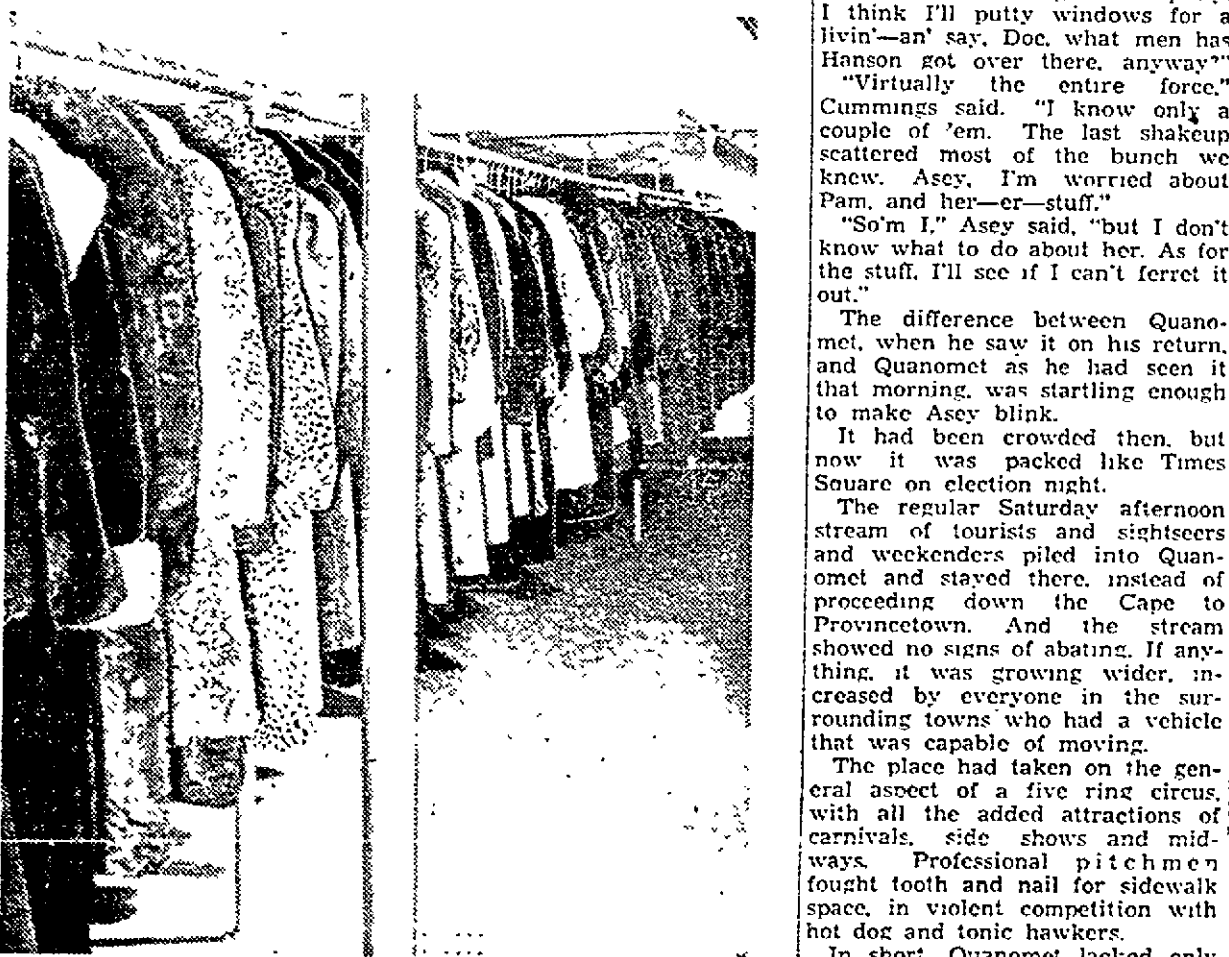 I think I'll putty windows for a
livin'—an' say, Doc. what men has
Hanson got over there. anyway?"
"Virtually the entire force."
Cummings said. "I know only a
couple of 'em. The last shakeup
scattered most of the bunch we
knew. Asey, I'm worried about
Pam, and her—er—stuff."
"So'm I," Asey said, "but I don't
know what to do about her. As for
the stuff, I'll see if I can't ferret it
out."
The difference between Quano-
met, when he saw it on his return,
and Quanomet as he had seen it
that morning, was startling enough
to make Asey blink.
It had been crowded then, but
now it was packed like Times
Square on election night.
The regular Saturday afternoon
stream of tourists and sightseers
and weekenders piled into Quan-
omet and stayed there, instead of
proceeding down the Cape to
Provincetown. And the stream
showed no signs of abating. If any-
thing, it was growing wider, in-
creased by everyone in the sur-
rounding towns who had a vehicle
that was capable of moving.
The place had taken on the gen-
eral aspect of a five ring circus,
with all the added attractions of
carnivals, side shows and mid-
ways. Professional pitchmen
fought tooth and nail for sidewalk
space, in violent competition with
hot dog and tonic hawkers.
In short, Quanomet lacked only